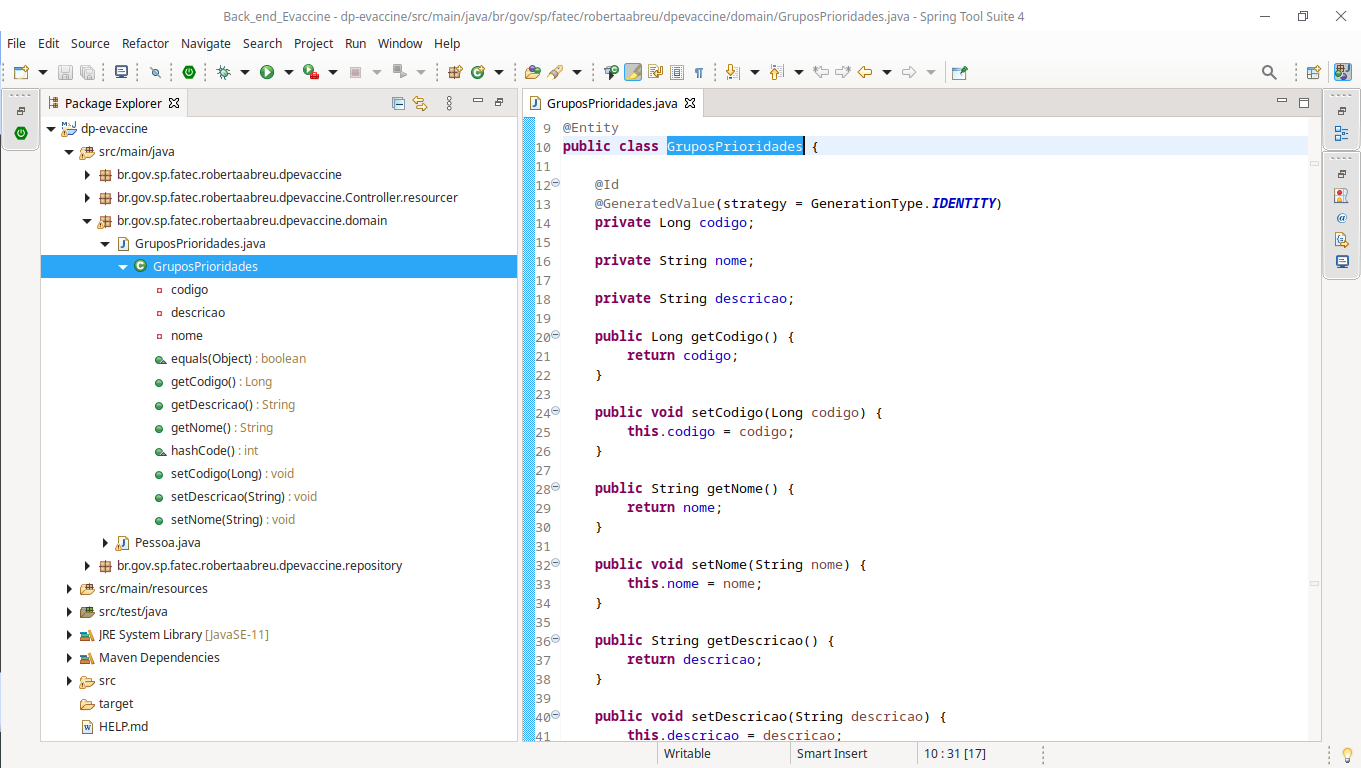 Back_end_Evaccine - dp-evaccine/src/main/java/br/gov/sp/fatec/robertaabreu/dpevaccine/domain/GruposPrioridades.java - Spring Tool Suite 4
File Edit Source Refactor Navigate Search Project Run Window Help
Package Explorer
dp-evaccine
src/main/java
br.gov.sp.fatec.robertaabreu.dpevaccine
br.gov.sp.fatec.robertaabreu.dpevaccine.Controller.resourcer
br.gov.sp.fatec.robertaabreu.dpevaccine.domain
GruposPrioridades.java
GruposPrioridades
codigo
descricao
nome
equals(Object) : boolean
getCodigo() : Long
getDescricao() : String
getNome() : String
hashCode() : int
setCodigo(Long) : void
setDescricao(String) : void
setNome(String) : void
Pessoa.java
br.gov.sp.fatec.robertaabreu.dpevaccine.repository
src/main/resources
src/test/java
JRE System Library [JavaSE-11]
Maven Dependencies
src
target
HELP.md
GruposPrioridades.java
9 @Entity
10 public class GruposPrioridades {
11
12 @Id
13 @GeneratedValue(strategy = GenerationType.IDENTITY)
14 private Long codigo;
15
16 private String nome;
17
18 private String descricao;
19
20 public Long getCodigo() {
21 return codigo;
22 }
23
24 public void setCodigo(Long codigo) {
25 this.codigo = codigo;
26 }
27
28 public String getNome() {
29 return nome;
30 }
31
32 public void setNome(String nome) {
33 this.nome = nome;
34 }
35
36 public String getDescricao() {
37 return descricao;
38 }
39
40 public void setDescricao(String descricao) {
41 this.descricao = descricao;
Writable Smart Insert 10 : 31 [17]